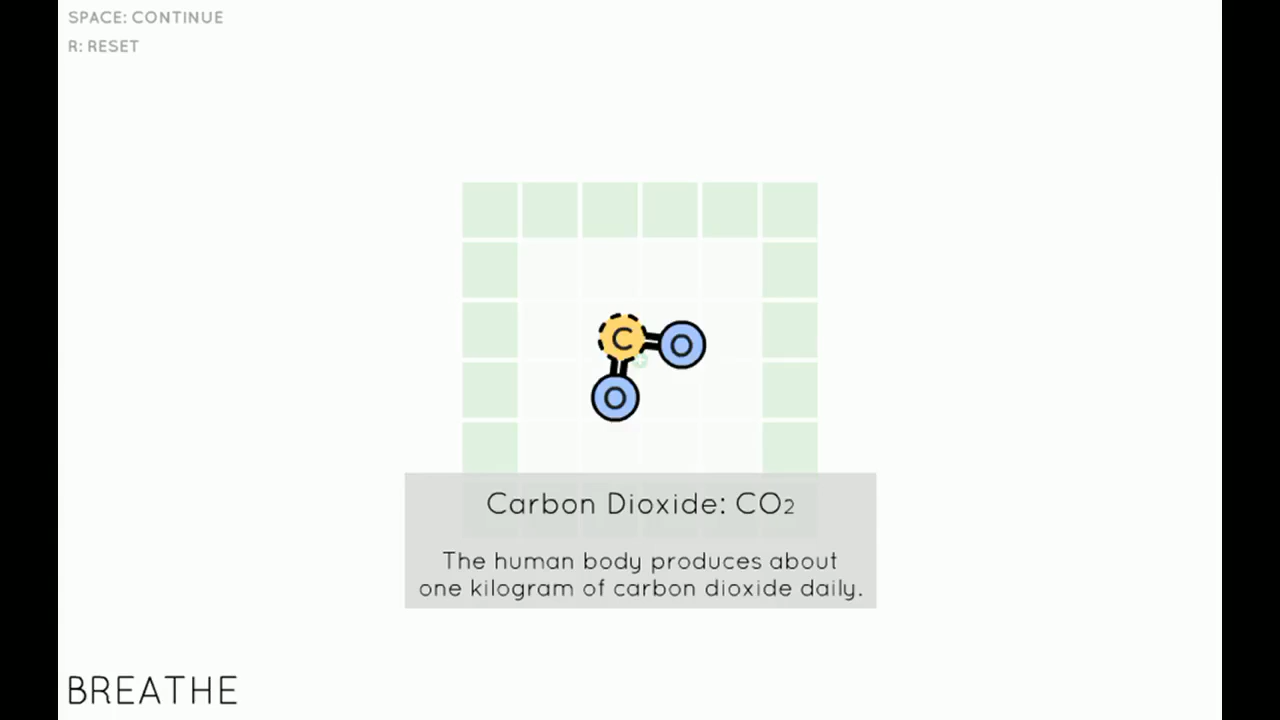 SPACE: CONTINUE
R: RESET
C
O
O
Carbon Dioxide: CO2
The human body produces about
one kilogram of carbon dioxide daily.
BREATHE